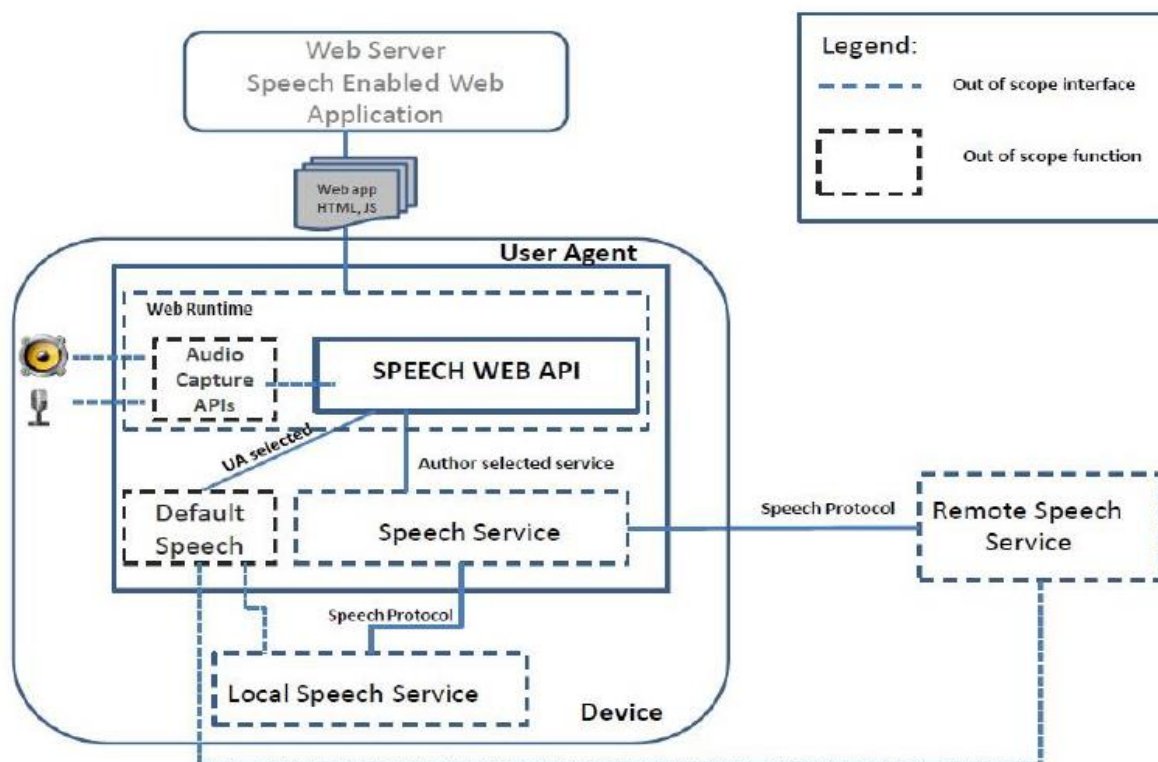 Web Server
Speech Enabled Web
Application
Legend:
Out of scope interface
Out of scope function
Web app
HTML, JS
User Agent
Web Runtime
Audio
Capture
APIs
SPEECH WEB API
UA selected
Author selected service
Default
Speech
Speech Service
Speech Protocol
Remote Speech
Service
Speech Protocol
Local Speech Service
Device